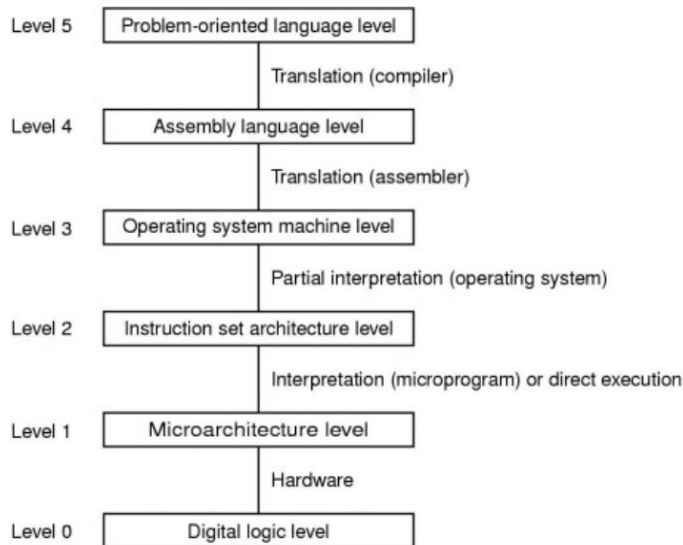 Level 5 Problem-oriented language level
Translation (compiler)
Level 4 Assembly language level
Translation (assembler)
Level 3 Operating system machine level
Partial interpretation (operating system)
Level 2 Instruction set architecture level
Interpretation (microprogram) or direct execution
Level 1 Microarchitecture level
Hardware
Level 0 Digital logic level